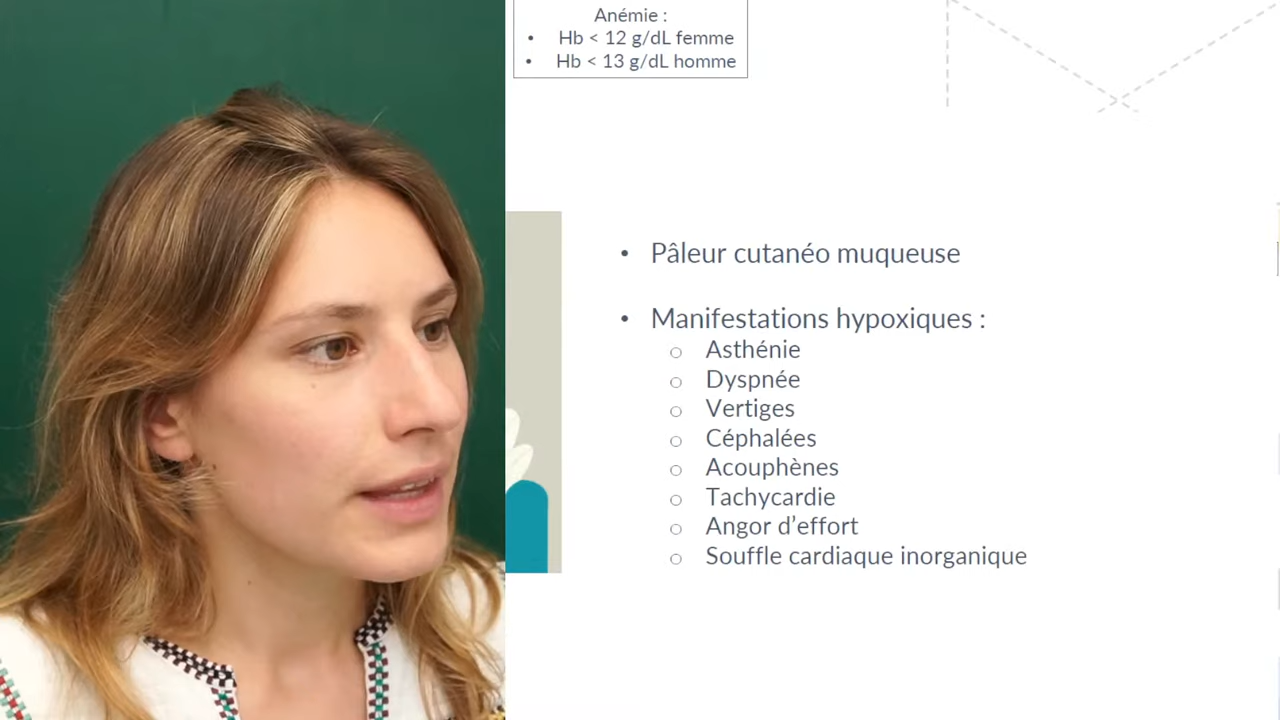 Anémie :
• Hb < 12 g/dL femme
• Hb < 13 g/dL homme
• Pâleur cutanéo muqueuse
• Manifestations hypoxiques :
o Asthénie
o Dyspnée
o Vertiges
o Céphalées
o Acouphènes
o Tachycardie
o Angor d’effort
o Souffle cardiaque inorganique